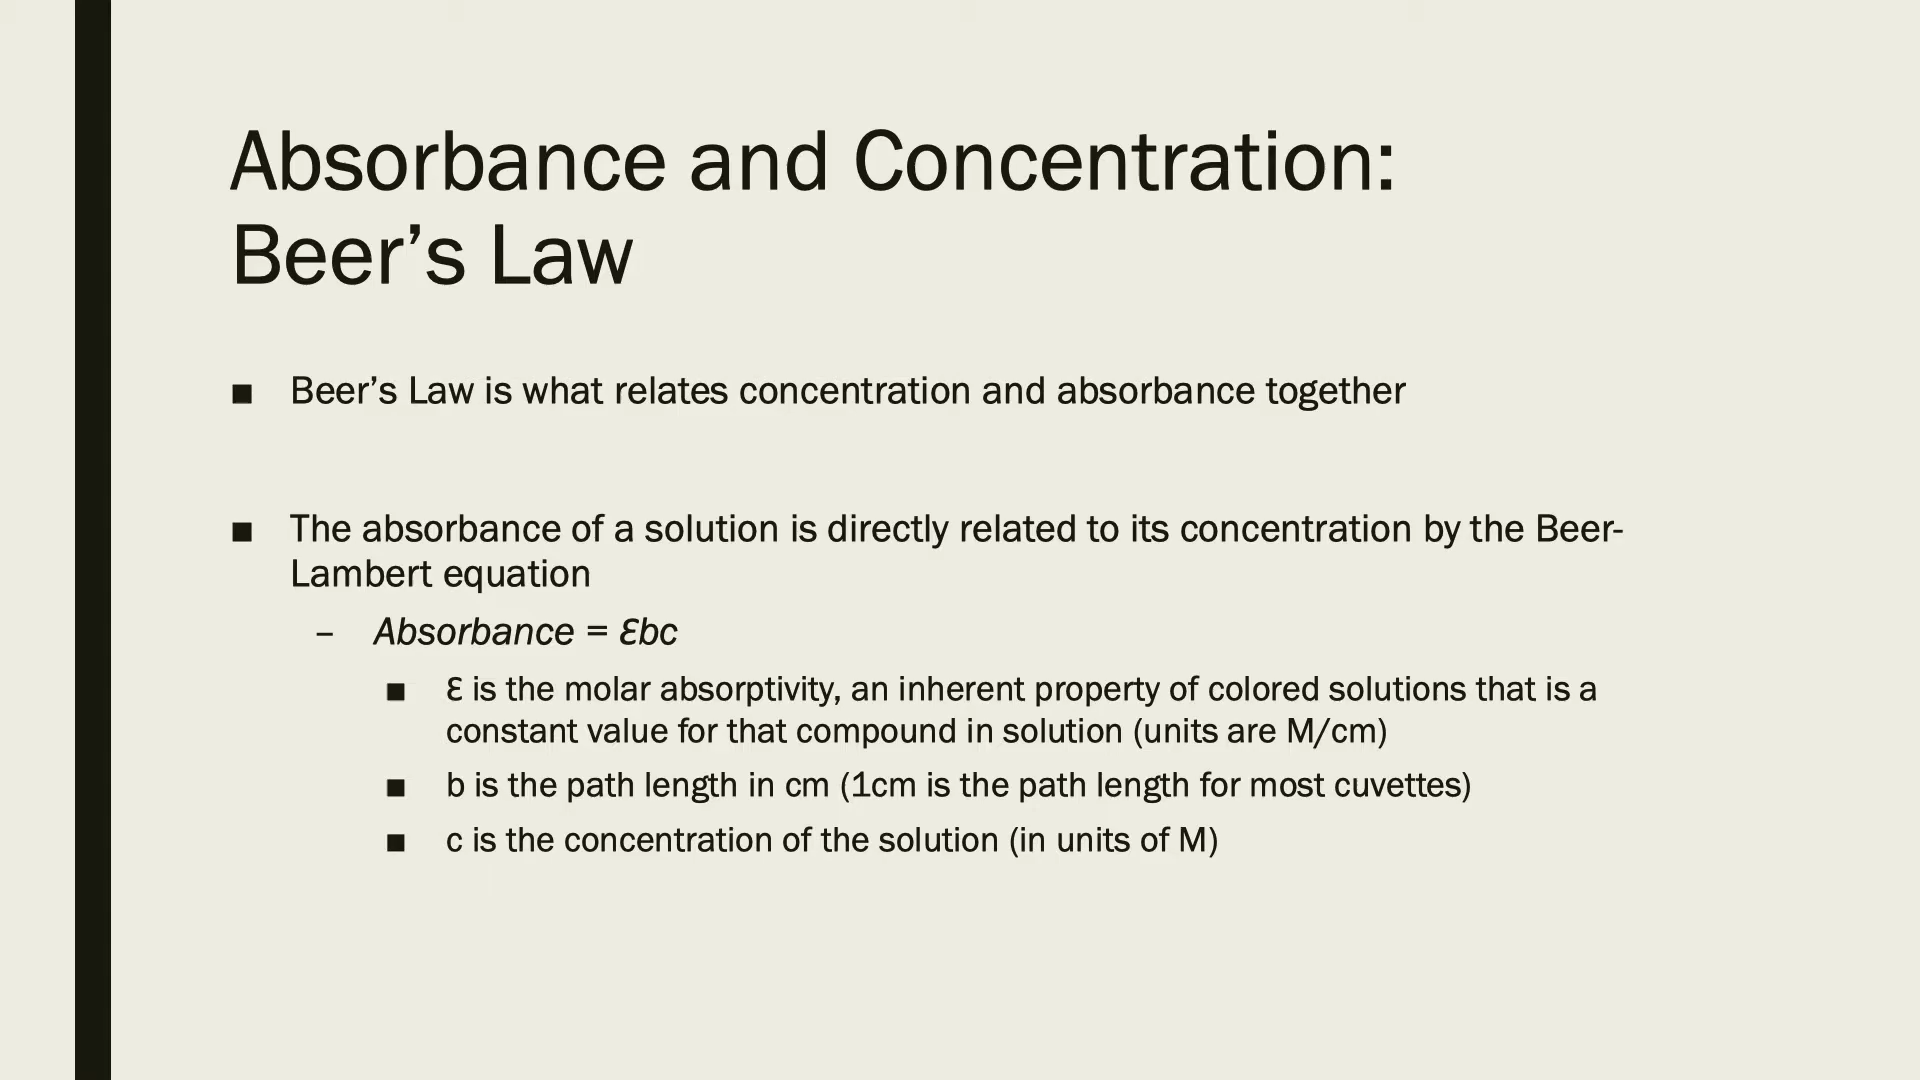 Absorbance and Concentration:
Beer’s Law
■ Beer’s Law is what relates concentration and absorbance together
■ The absorbance of a solution is directly related to its concentration by the Beer-
Lambert equation
– Absorbance = Ɛbc
■ Ɛ is the molar absorptivity, an inherent property of colored solutions that is a
constant value for that compound in solution (units are M/cm)
■ b is the path length in cm (1cm is the path length for most cuvettes)
■ c is the concentration of the solution (in units of M)